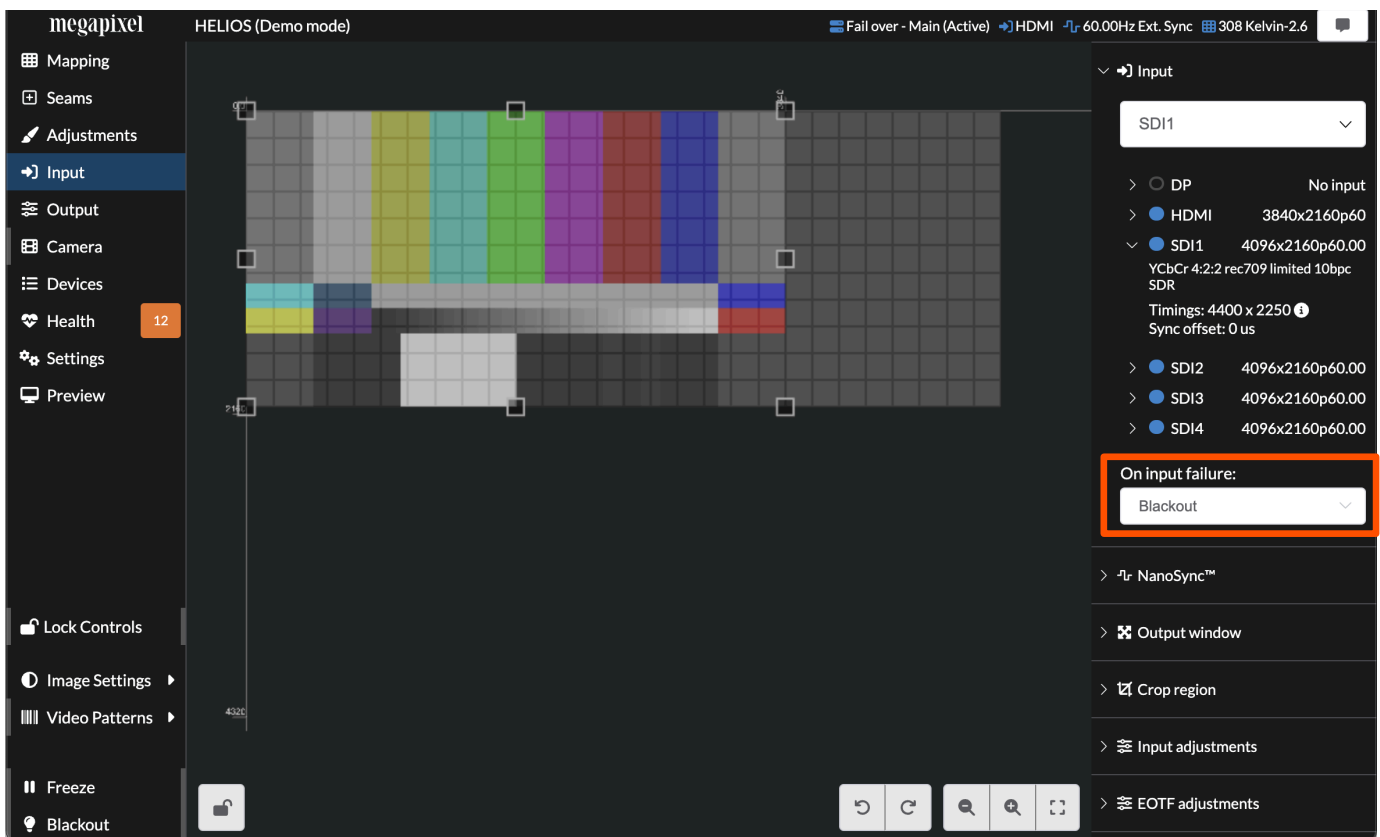 megapixel
HELIOS (Demo mode)
Fail over - Main (Active)
HDMI
60.00Hz Ext. Sync
308 Kelvin-2.6
Mapping
Seams
Adjustments
Input
Output
Camera
Devices
Health 12
Settings
Preview
Lock Controls
Image Settings
Video Patterns
Freeze
Blackout
2160
4320
Input
SDI1
DP No input
HDMI 3840x2160p60
SDI1 4096x2160p60.00
YCbCr 4:2:2 rec709 limited 10bpc
SDR
Timings: 4400 x 2250
Sync offset: 0 us
SDI2 4096x2160p60.00
SDI3 4096x2160p60.00
SDI4 4096x2160p60.00
On input failure:
Blackout
NanoSync™
Output window
Crop region
Input adjustments
EOTF adjustments